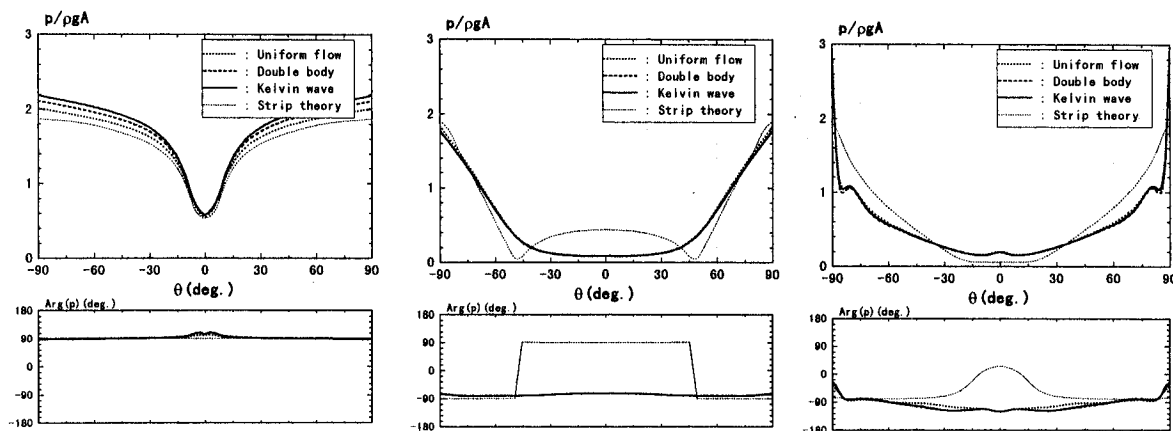 p/ρgA
3
2
1
0
: Uniform flow
: Double body
: Kelvin wave
: Strip theory
-90 -30 0 30 90
θ(deg.)
Arg(p)(deg.)
180
90
0
-90
-180
p/ρgA
3
2
1
0
: Uniform flow
: Double body
: Kelvin wave
: Strip theory
-90 -60 -30 0 30 60 90
θ(deg.)
Arg(p)(deg.)
180
90
0
-90
-180
p/ρgA
3
2
1
0
: Uniform flow
: Double body
: Kelvin wave
: Strip theory
-90 -60 -30 0 30 60 90
θ(deg.)
Arg(p)(deg.)
180
90
0
-90
-180